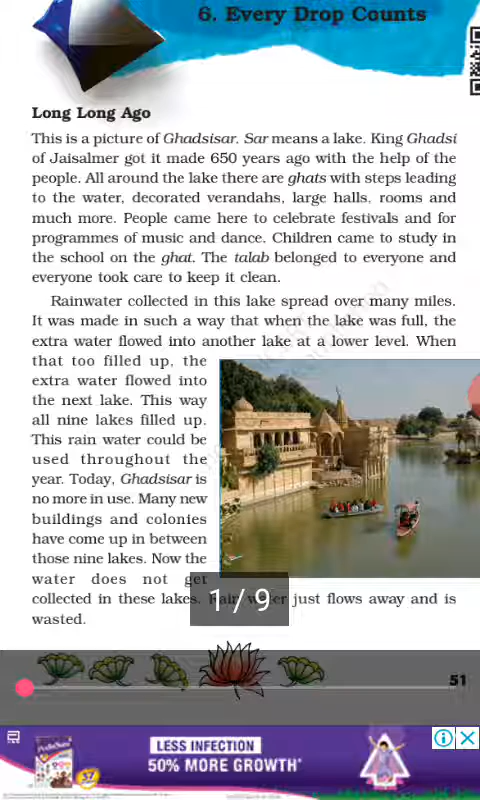 6. Every Drop Counts
Long Long Ago
This is a picture of Ghadsisar. Sar means a lake. King Ghadsi
of Jaisalmer got it made 650 years ago with the help of the
people. All around the lake there are ghats with steps leading
to the water, decorated verandahs, large halls, rooms and
much more. People came here to celebrate festivals and for
programmes of music and dance. Children came to study in
the school on the ghat. The talab belonged to everyone and
everyone took care to keep it clean.
Rainwater collected in this lake spread over many miles.
It was made in such a way that when the lake was full, the
extra water flowed into another lake at a lower level. When
that too filled up, the
extra water flowed into
the next lake. This way
all nine lakes filled up.
This rain water could be
used throughout the
year. Today, Ghadsisar is
no more in use. Many new
buildings and colonies
have come up in between
those nine lakes. Now the
water does not get
collected in these lakes. Rain water just flows away and is
wasted.
1 / 9
51
LESS INFECTION
50% MORE GROWTH*